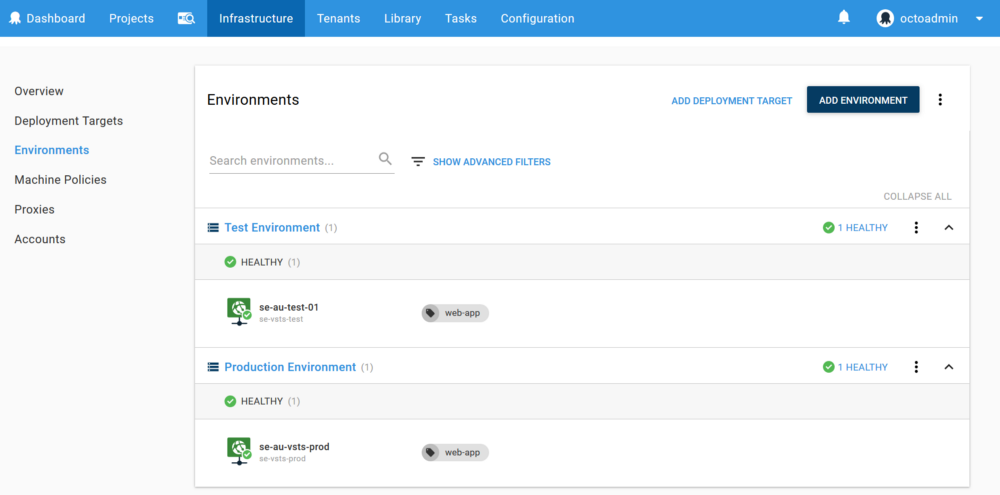 Dashboard Projects Infrastructure Tenants Library Tasks Configuration octoadmin
Overview
Deployment Targets
Environments
Machine Policies
Proxies
Accounts
Environments ADD DEPLOYMENT TARGET ADD ENVIRONMENT
Search environments... SHOW ADVANCED FILTERS
COLLAPSE ALL
Test Environment (1) 1 HEALTHY
HEALTHY (1)
se-au-test-01
se-vsts-test
web-app
Production Environment (1) 1 HEALTHY
HEALTHY (1)
se-au-vsts-prod
se-vsts-prod
web-app